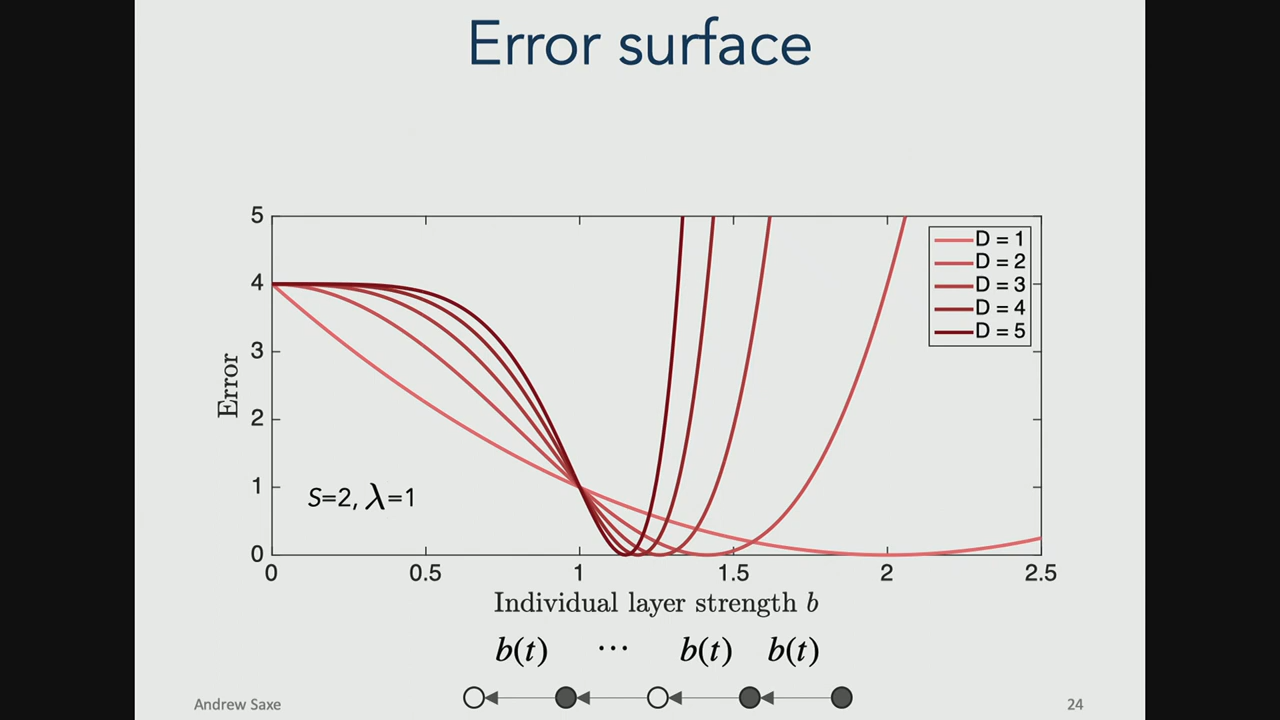 Error surface
5
4
3
2
1
0
Error
D = 1
D = 2
D = 3
D = 4
D = 5
S=2, λ=1
0 0.5 1 1.5 2 2.5
Individual layer strength b
b(t) ··· b(t) b(t)
Andrew Saxe
24